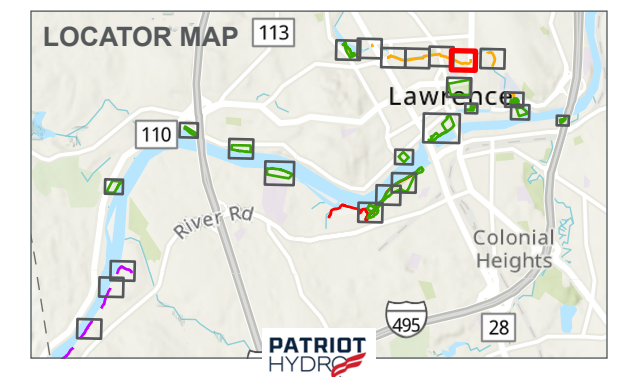 LOCATOR MAP
113
Lawrence
110
River Rd
Colonial
Heights
495
28
PATRIOT
HYDRO